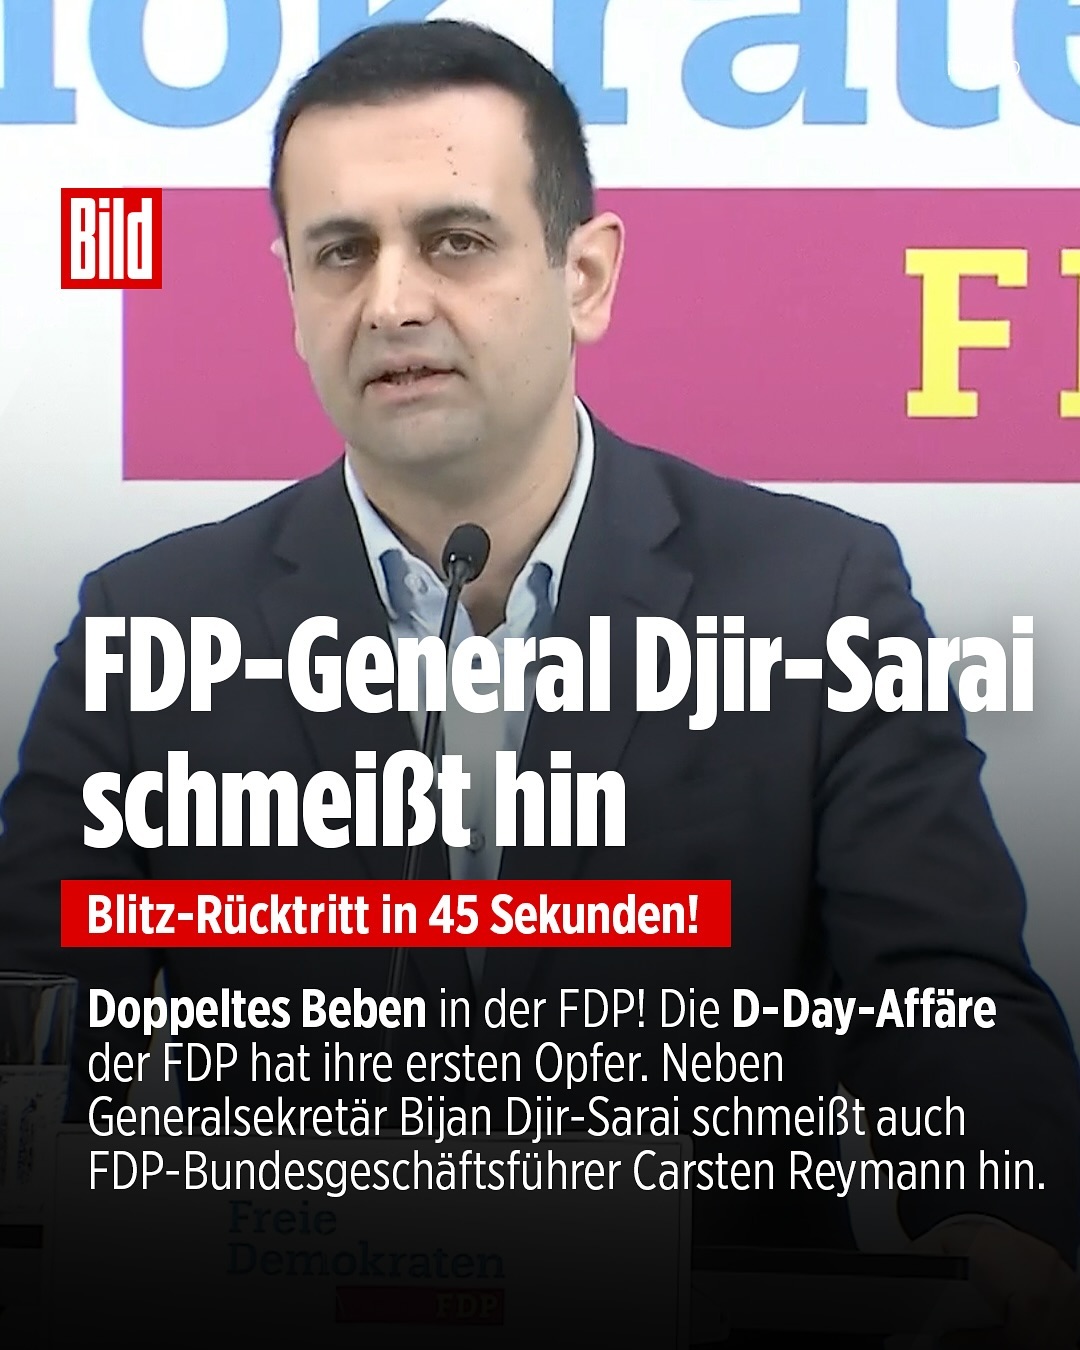 okrate
Bild
F
FDP-General Djir-Sarai
schmeißt hin
Blitz-Rücktritt in 45 Sekunden!
Doppeltes Beben in der FDP! Die D-Day-Affäre
der FDP hat ihre ersten Opfer. Neben
Generalsekretär Bijan Djir-Sarai schmeißt auch
FDP-Bundesgeschäftsführer Carsten Reymann hin.
Freie
Demokraten
FDP